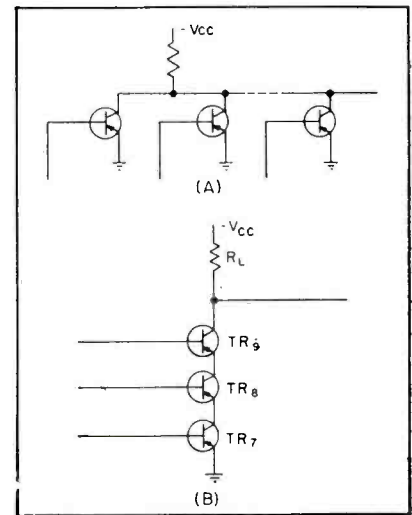 - Vcc
(A)
- VCC
RL
TR9
TR8
TR7
(B)